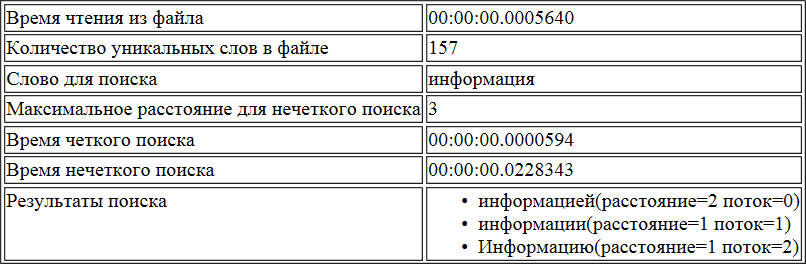 Время чтения из файла 00:00:00.0005640
Количество уникальных слов в файле 157
Слово для поиска информация
Максимальное расстояние для нечеткого поиска 3
Время четкого поиска 00:00:00.0000594
Время нечеткого поиска 00:00:00.0228343
Результаты поиска • информацией(расстояние=2 поток=0)
• информации(расстояние=1 поток=1)
• Информацию(расстояние=1 поток=2)